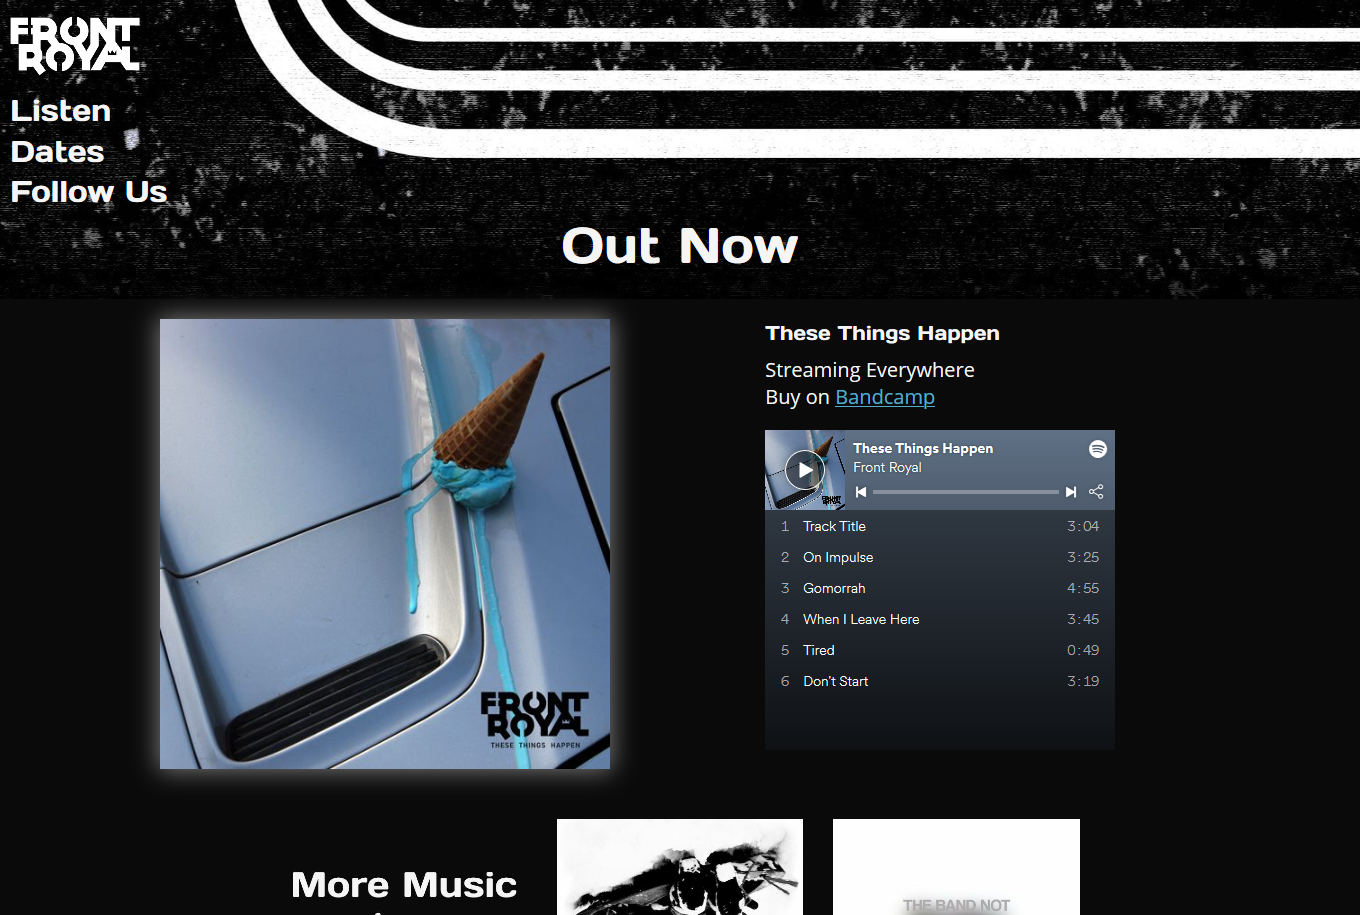 FRONT
ROYAL
Listen
Dates
Follow Us
Out Now
FRONT
ROYAL
THESE THINGS HAPPEN
These Things Happen
Streaming Everywhere
Buy on Bandcamp
These Things Happen
Front Royal
FRONT
ROYAL
1 Track Title 3:04
2 On Impulse 3:25
3 Gomorrah 4:55
4 When I Leave Here 3:45
5 Tired 0:49
6 Don't Start 3:19
More Music
THE BAND NOT